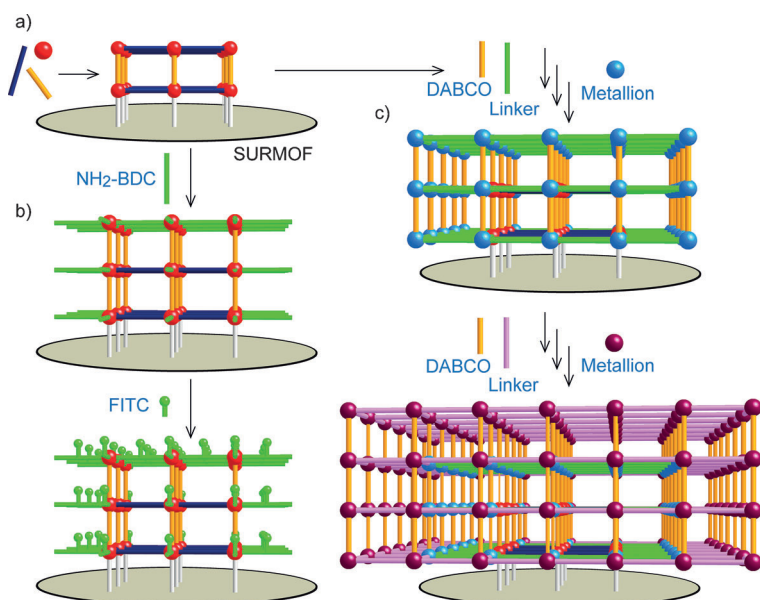 a)
DABCO
Linker
Metallion
SURMOF
NH2-BDC
b)
c)
FITC
DABCO
Linker
Metallion